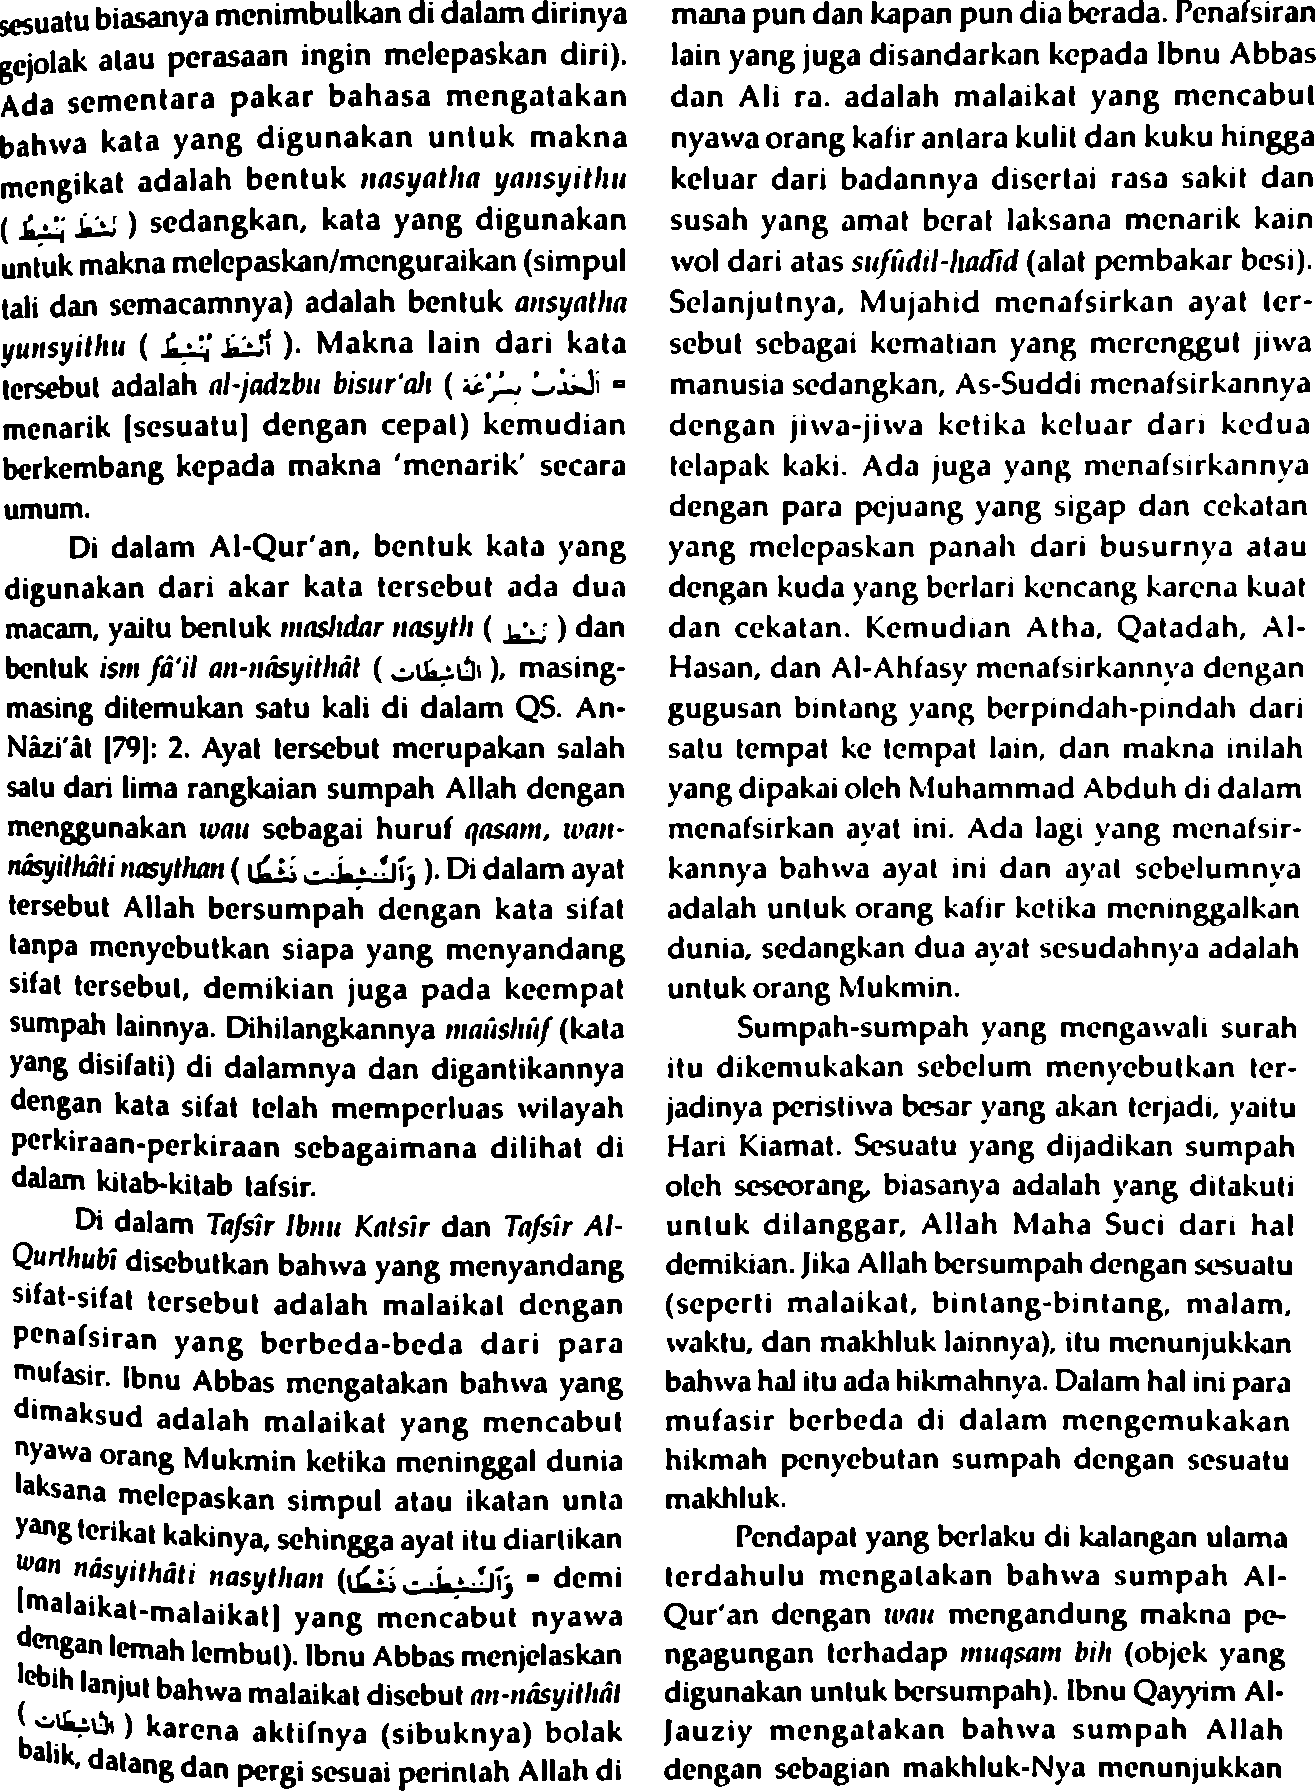 sesuatu biasanya menimbulkan di dalam dirinya
gejolak atau perasaan ingin melepaskan diri).
Ada sementara pakar bahasa mengatakan
bahwa kata yang digunakan untuk makna
mengikat adalah bentuk nasyatha yansyithu
( نَشَطَ يَنْشِطُ ) sedangkan, kata yang digunakan
untuk makna melepaskan/menguraikan (simpul
tali dan semacamnya) adalah bentuk ansyatha
yunsyithu ( أَنْشَطَ يُنْشِطُ ). Makna lain dari kata
tersebut adalah al-jadzbu bisur'ah ( اَلْجَذْبُ بِسُرْعَةٍ =
menarik [sesuatu] dengan cepat) kemudian
berkembang kepada makna 'menarik' secara
umum.
Di dalam Al-Qur'an, bentuk kata yang
digunakan dari akar kata tersebut ada dua
macam, yaitu bentuk mashdar nasyth ( نَشْط ) dan
bentuk ism fâ'il an-nâsyithât ( النَّاشِطَات ), masing-
masing ditemukan satu kali di dalam QS. An-
Nâzi'ât [79]: 2. Ayat tersebut merupakan salah
satu dari lima rangkaian sumpah Allah dengan
menggunakan wau sebagai huruf qasam, wan-
nâsyithâti nasythan ( وَٱلنَّـٰشِطَـٰتِ نَشْطًا ). Di dalam ayat
tersebut Allah bersumpah dengan kata sifat
tanpa menyebutkan siapa yang menyandang
sifat tersebut, demikian juga pada keempat
sumpah lainnya. Dihilangkannya maûshûf (kata
yang disifati) di dalamnya dan digantikannya
dengan kata sifat telah memperluas wilayah
perkiraan-perkiraan sebagaimana dilihat di
dalam kitab-kitab tafsir.
Di dalam Tafsîr Ibnu Katsîr dan Tafsîr Al-
Qurthubî disebutkan bahwa yang menyandang
sifat-sifat tersebut adalah malaikat dengan
penafsiran yang berbeda-beda dari para
mufasir. Ibnu Abbas mengatakan bahwa yang
dimaksud adalah malaikat yang mencabut
nyawa orang Mukmin ketika meninggal dunia
laksana melepaskan simpul atau ikatan unta
yang terikat kakinya, sehingga ayat itu diartikan
wan nâsyithâti nasythan (وَٱلنَّـٰشِطَـٰتِ نَشْطًا = demi
[malaikat-malaikat] yang mencabut nyawa
dengan lemah lembut). Ibnu Abbas menjelaskan
lebih lanjut bahwa malaikat disebut an-nâsyithât
( النَّاشِطَات ) karena aktifnya (sibuknya) bolak
balik, datang dan pergi sesuai perintah Allah di
mana pun dan kapan pun dia berada. Penafsiran
lain yang juga disandarkan kepada Ibnu Abbas
dan Ali ra. adalah malaikat yang mencabut
nyawa orang kafir antara kulit dan kuku hingga
keluar dari badannya disertai rasa sakit dan
susah yang amat berat laksana menarik kain
wol dari atas sufûdil-hadîd (alat pembakar besi).
Selanjutnya, Mujahid menafsirkan ayat ter-
sebut sebagai kematian yang merenggut jiwa
manusia sedangkan, As-Suddi menafsirkannya
dengan jiwa-jiwa ketika keluar dari kedua
telapak kaki. Ada juga yang menafsirkannya
dengan para pejuang yang sigap dan cekatan
yang melepaskan panah dari busurnya atau
dengan kuda yang berlari kencang karena kuat
dan cekatan. Kemudian Atha, Qatadah, Al-
Hasan, dan Al-Ahfasy menafsirkannya dengan
gugusan bintang yang berpindah-pindah dari
satu tempat ke tempat lain, dan makna inilah
yang dipakai oleh Muhammad Abduh di dalam
menafsirkan ayat ini. Ada lagi yang menafsir-
kannya bahwa ayat ini dan ayat sebelumnya
adalah untuk orang kafir ketika meninggalkan
dunia, sedangkan dua ayat sesudahnya adalah
untuk orang Mukmin.
Sumpah-sumpah yang mengawali surah
itu dikemukakan sebelum menyebutkan ter-
jadinya peristiwa besar yang akan terjadi, yaitu
Hari Kiamat. Sesuatu yang dijadikan sumpah
oleh seseorang, biasanya adalah yang ditakuti
untuk dilanggar, Allah Maha Suci dari hal
demikian. Jika Allah bersumpah dengan sesuatu
(seperti malaikat, bintang-bintang, malam,
waktu, dan makhluk lainnya), itu menunjukkan
bahwa hal itu ada hikmahnya. Dalam hal ini para
mufasir berbeda di dalam mengemukakan
hikmah penyebutan sumpah dengan sesuatu
makhluk.
Pendapat yang berlaku di kalangan ulama
terdahulu mengatakan bahwa sumpah Al-
Qur'an dengan wau mengandung makna pe-
ngagungan terhadap muqsam bih (objek yang
digunakan untuk bersumpah). Ibnu Qayyim Al-
Jauziy mengatakan bahwa sumpah Allah
dengan sebagian makhluk-Nya menunjukkan